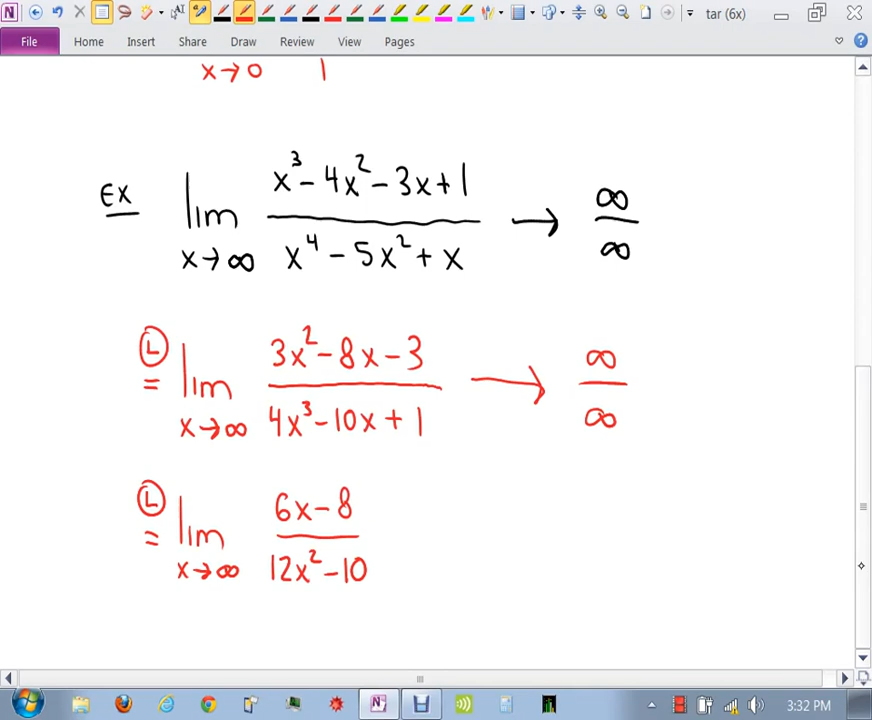 tar (6x)
File Home Insert Share Draw Review View Pages
x→0 1
EX lim x→∞ (x³ - 4x² - 3x + 1)/(x⁴ - 5x² + x) → ∞/∞
Ⓛ = lim x→∞ (3x² - 8x - 3)/(4x³ - 10x + 1) → ∞/∞
Ⓛ = lim x→∞ (6x - 8)/(12x² - 10)
3:32 PM